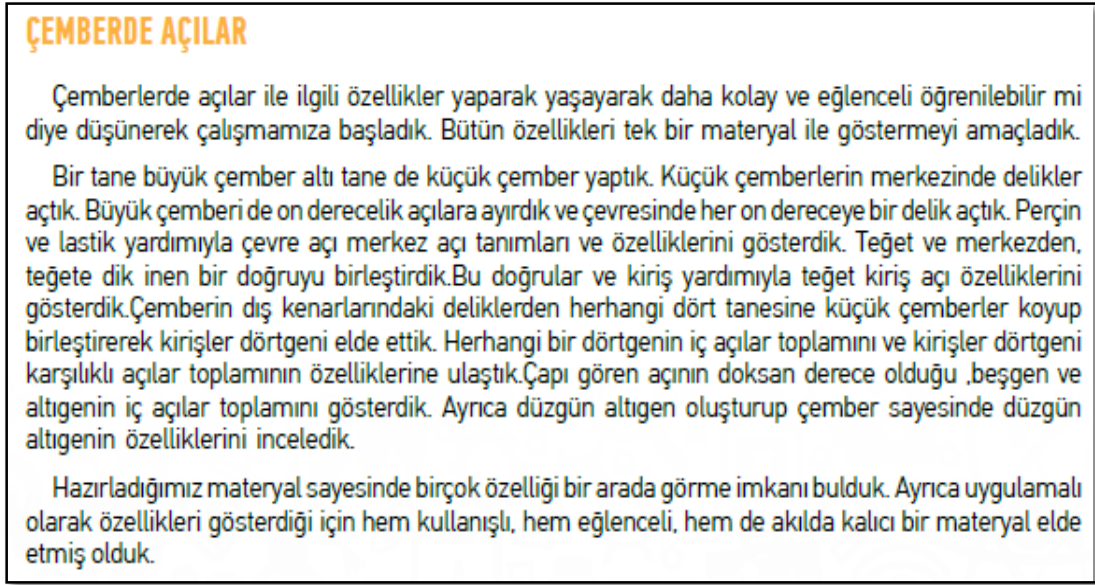 ÇEMBERDE AÇILAR
Çemberlerde açılar ile ilgili özellikler yaparak yaşayarak daha kolay ve eğlenceli öğrenilebilir mi
diye düşünerek çalışmamıza başladık. Bütün özellikleri tek bir materyal ile göstermeyi amaçladık.
Bir tane büyük çember altı tane de küçük çember yaptık. Küçük çemberlerin merkezinde delikler
açtık. Büyük çemberi de on derecelik açılara ayırdık ve çevresinde her on dereceye bir delik açtık. Perçin
ve lastik yardımıyla çevre açı merkez açı tanımları ve özelliklerini gösterdik. Teğet ve merkezden,
teğete dik inen bir doğruyu birleştirdik.Bu doğrular ve kiriş yardımıyla teğet kiriş açı özelliklerini
gösterdik.Çemberin dış kenarlarındaki deliklerden herhangi dört tanesine küçük çemberler koyup
birleştirerek kirişler dörtgeni elde ettik. Herhangi bir dörtgenin iç açılar toplamını ve kirişler dörtgeni
karşılıklı açılar toplamının özelliklerine ulaştık.Çapı gören açının doksan derece olduğu ,beşgen ve
altıgenin iç açılar toplamını gösterdik. Ayrıca düzgün altıgen oluşturup çember sayesinde düzgün
altıgenin özelliklerini inceledik.
Hazırladığımız materyal sayesinde birçok özelliği bir arada görme imkanı bulduk. Ayrıca uygulamalı
olarak özellikleri gösterdiği için hem kullanışlı, hem eğlenceli, hem de akılda kalıcı bir materyal elde
etmiş olduk.